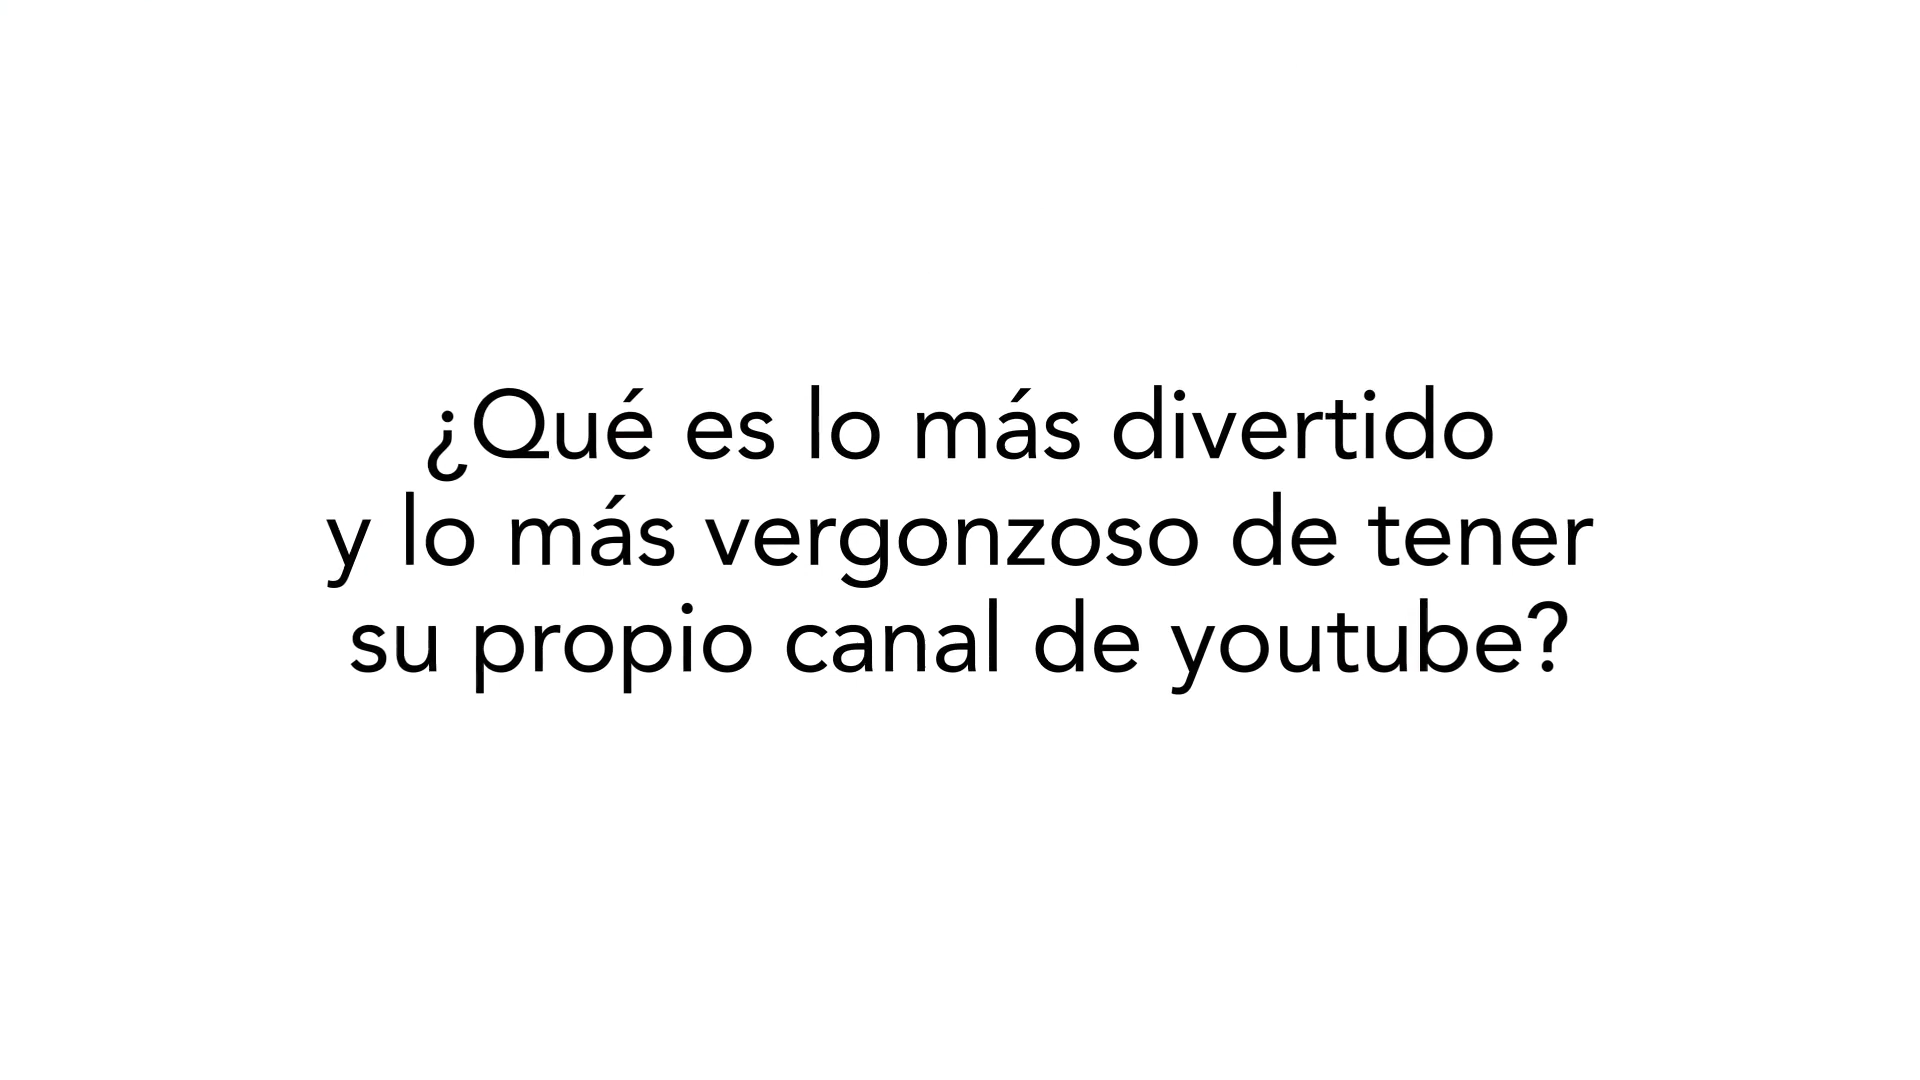 ¿Qué es lo más divertido
y lo más vergonzoso de tener
su propio canal de youtube?